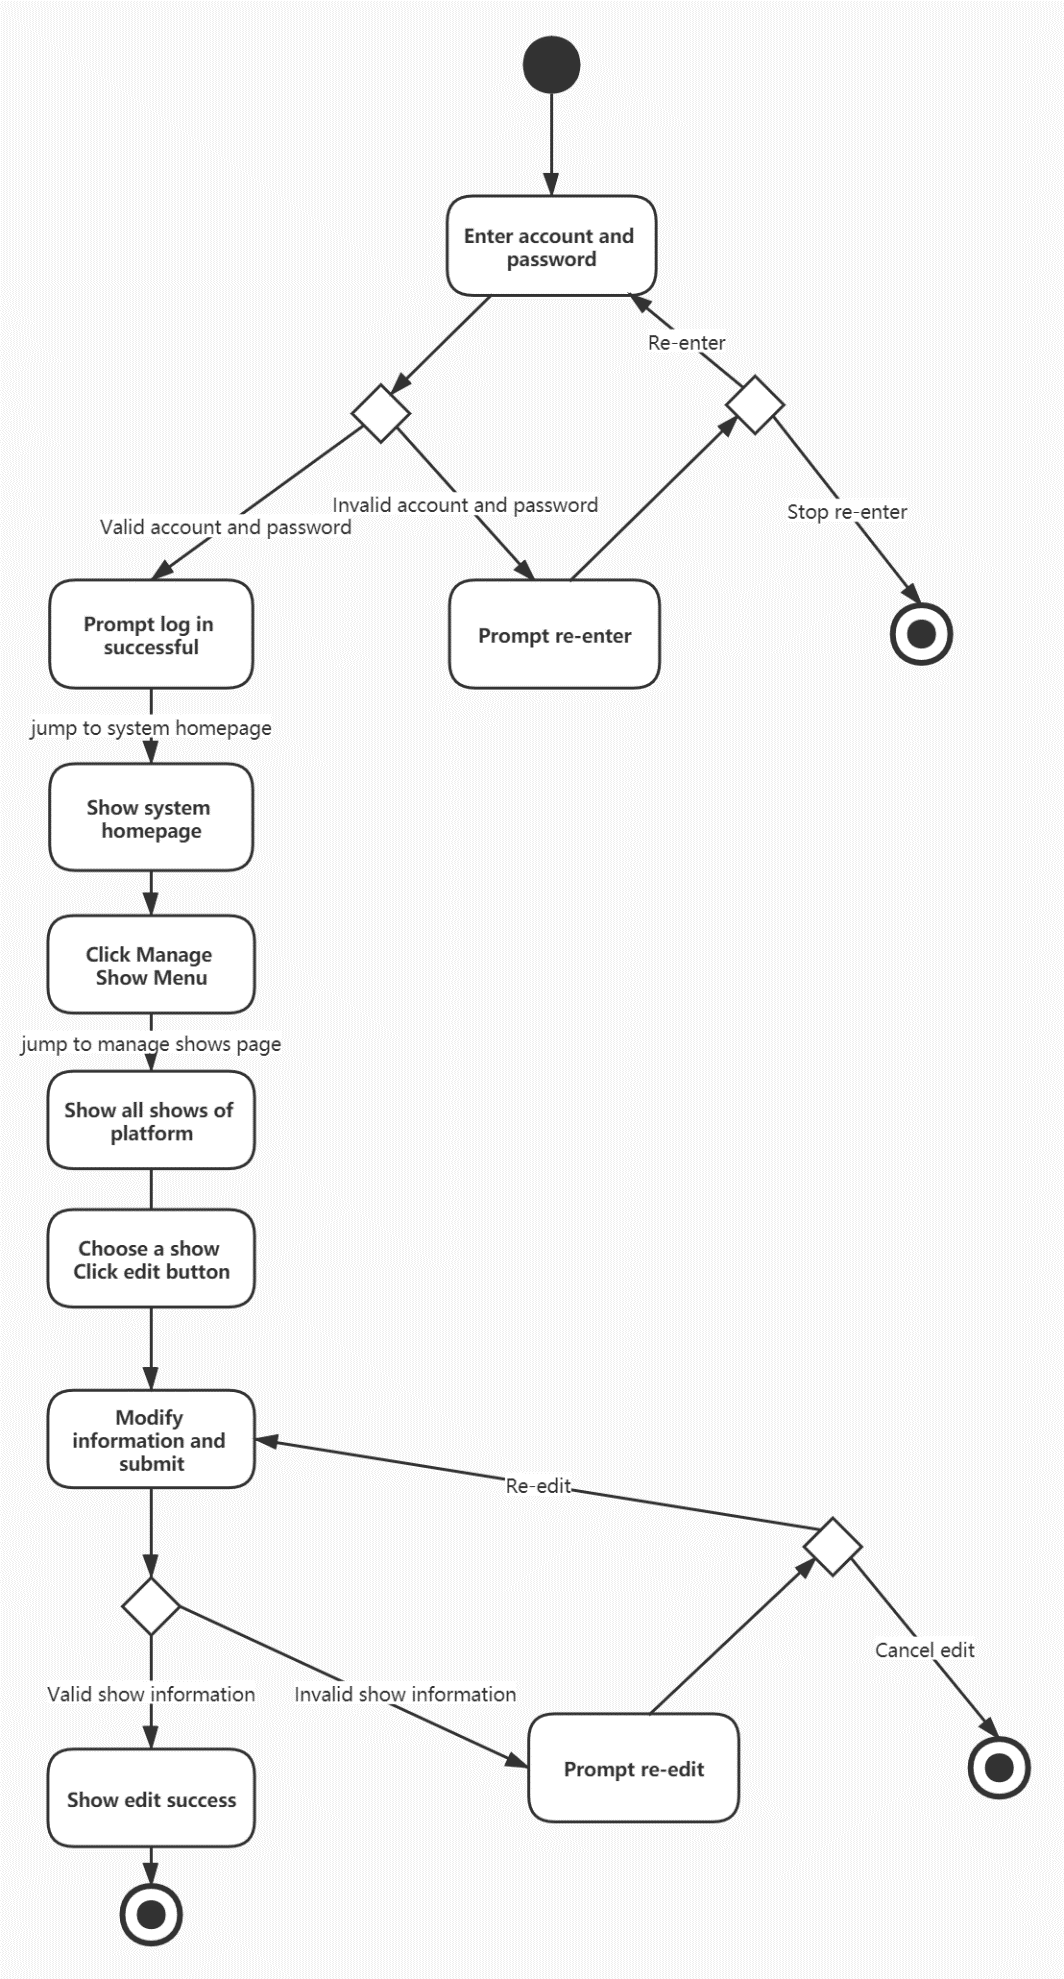 Enter account and
password
Re-enter
Invalid account and password
Stop re-enter
Valid account and password
Prompt log in
successful
Prompt re-enter
jump to system homepage
Show system
homepage
Click Manage
Show Menu
jump to manage shows page
Show all shows of
platform
Choose a show
Click edit button
Modify
information and
submit
Re-edit
Cancel edit
Valid show information
Invalid show information
Prompt re-edit
Show edit success